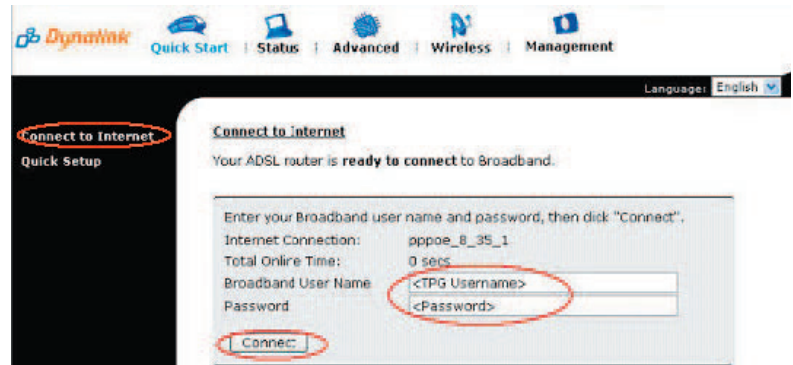 Dynalink
Quick Start | Status | Advanced | Wireless | Management
Language: English
Connect to Internet
Quick Setup
Connect to Internet
Your ADSL router is ready to connect to Broadband.
Enter your Broadband user name and password, then click "Connect".
Internet Connection: pppoe_8_35_1
Total Online Time: 0 secs
Broadband User Name <TPG Username>
Password <Password>
Connect